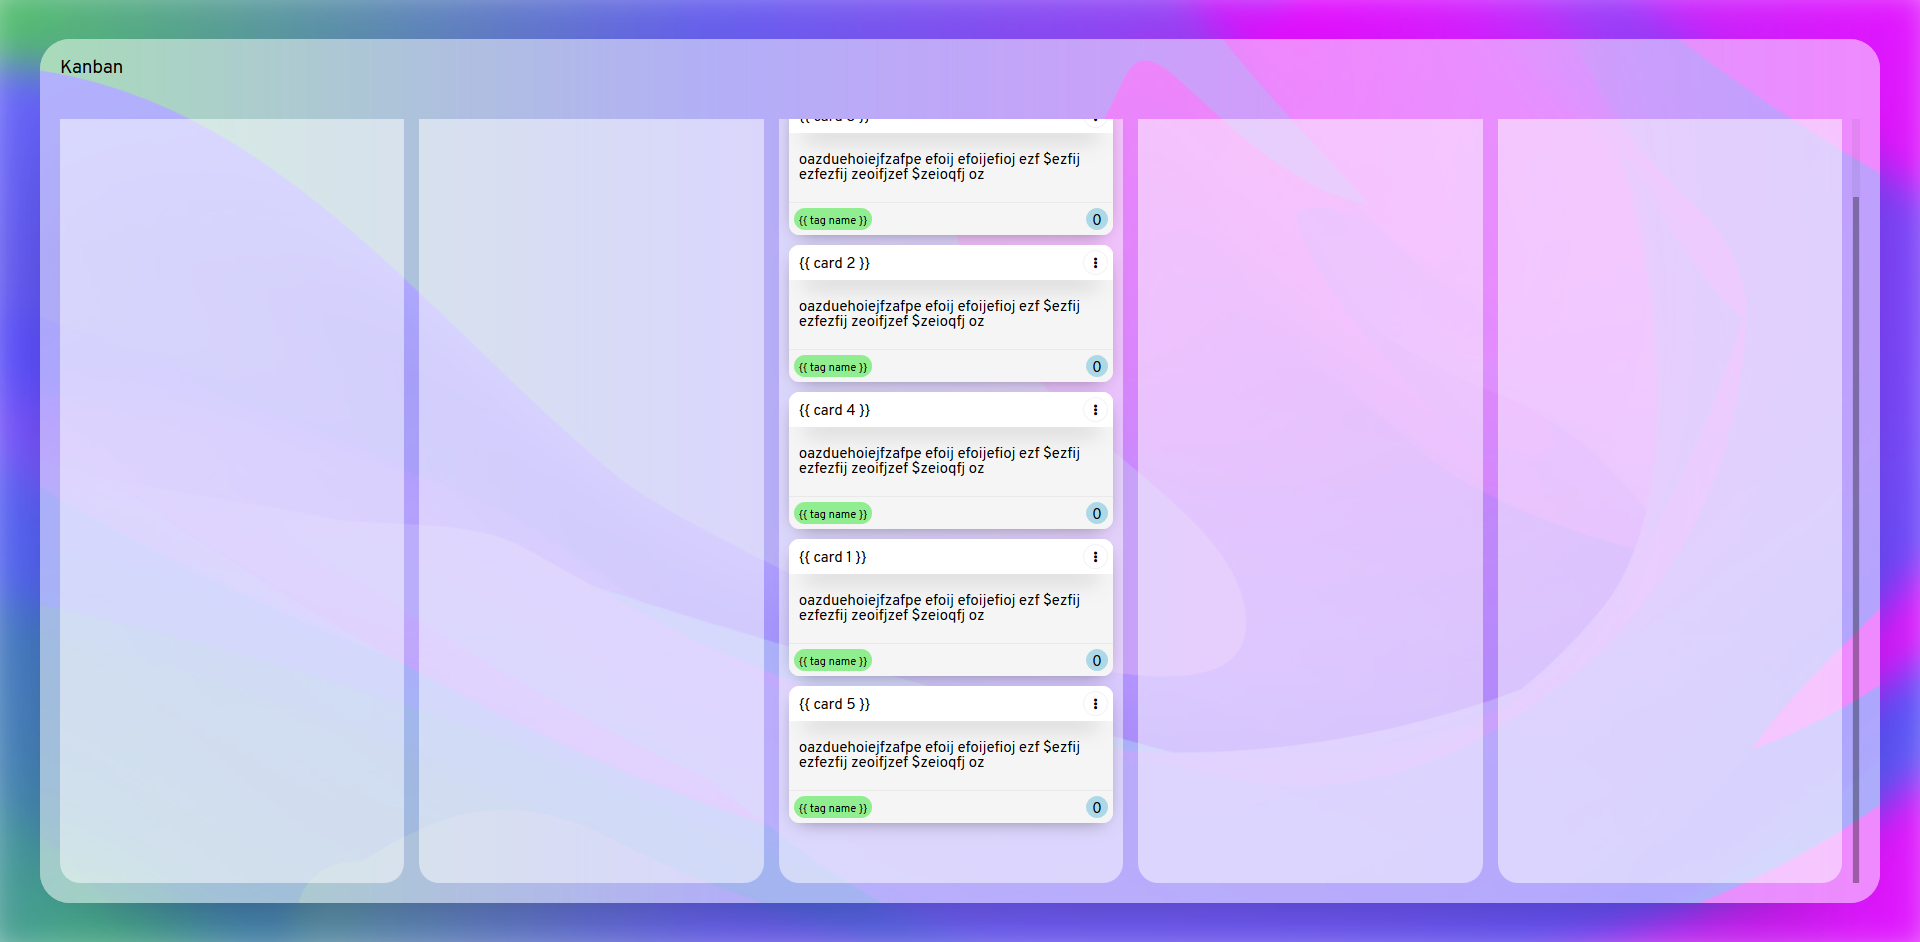 Kanban
oazduehoiejfzafpe efoij efoijefioj ezf $ezfij
ezfezfij zeoifjzef $zeioqfj oz
{{ tag name }} 0
{{ card 2 }}
oazduehoiejfzafpe efoij efoijefioj ezf $ezfij
ezfezfij zeoifjzef $zeioqfj oz
{{ tag name }} 0
{{ card 4 }}
oazduehoiejfzafpe efoij efoijefioj ezf $ezfij
ezfezfij zeoifjzef $zeioqfj oz
{{ tag name }} 0
{{ card 1 }}
oazduehoiejfzafpe efoij efoijefioj ezf $ezfij
ezfezfij zeoifjzef $zeioqfj oz
{{ tag name }} 0
{{ card 5 }}
oazduehoiejfzafpe efoij efoijefioj ezf $ezfij
ezfezfij zeoifjzef $zeioqfj oz
{{ tag name }} 0